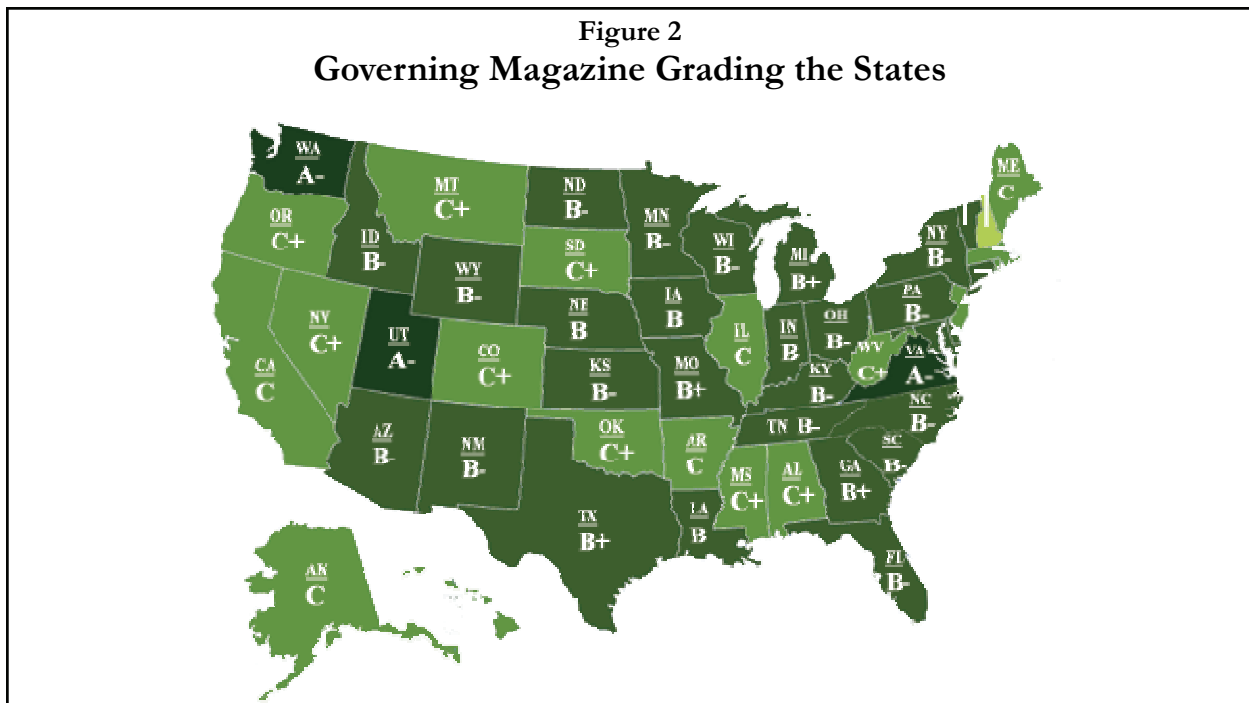 Figure 2
Governing Magazine Grading the States
WA
A-
MT
C+
ND
B-
MN
B-
ME
C
OR
C+
ID
B-
SD
C+
WI
B-
MI
B+
NY
B-
WY
B-
NE
B
IA
B
PA
B-
NV
C+
UT
A-
CO
C+
IL
C
IN
B
OH
B-
WV
C+
VA
A-
CA
C
KS
B-
MO
B+
KY
B-
NC
B-
AZ
B-
NM
B-
OK
C+
AR
C
TN B-
SC
B-
MS
C+
AL
C+
GA
B+
TX
B+
LA
B
FL
B-
AK
C